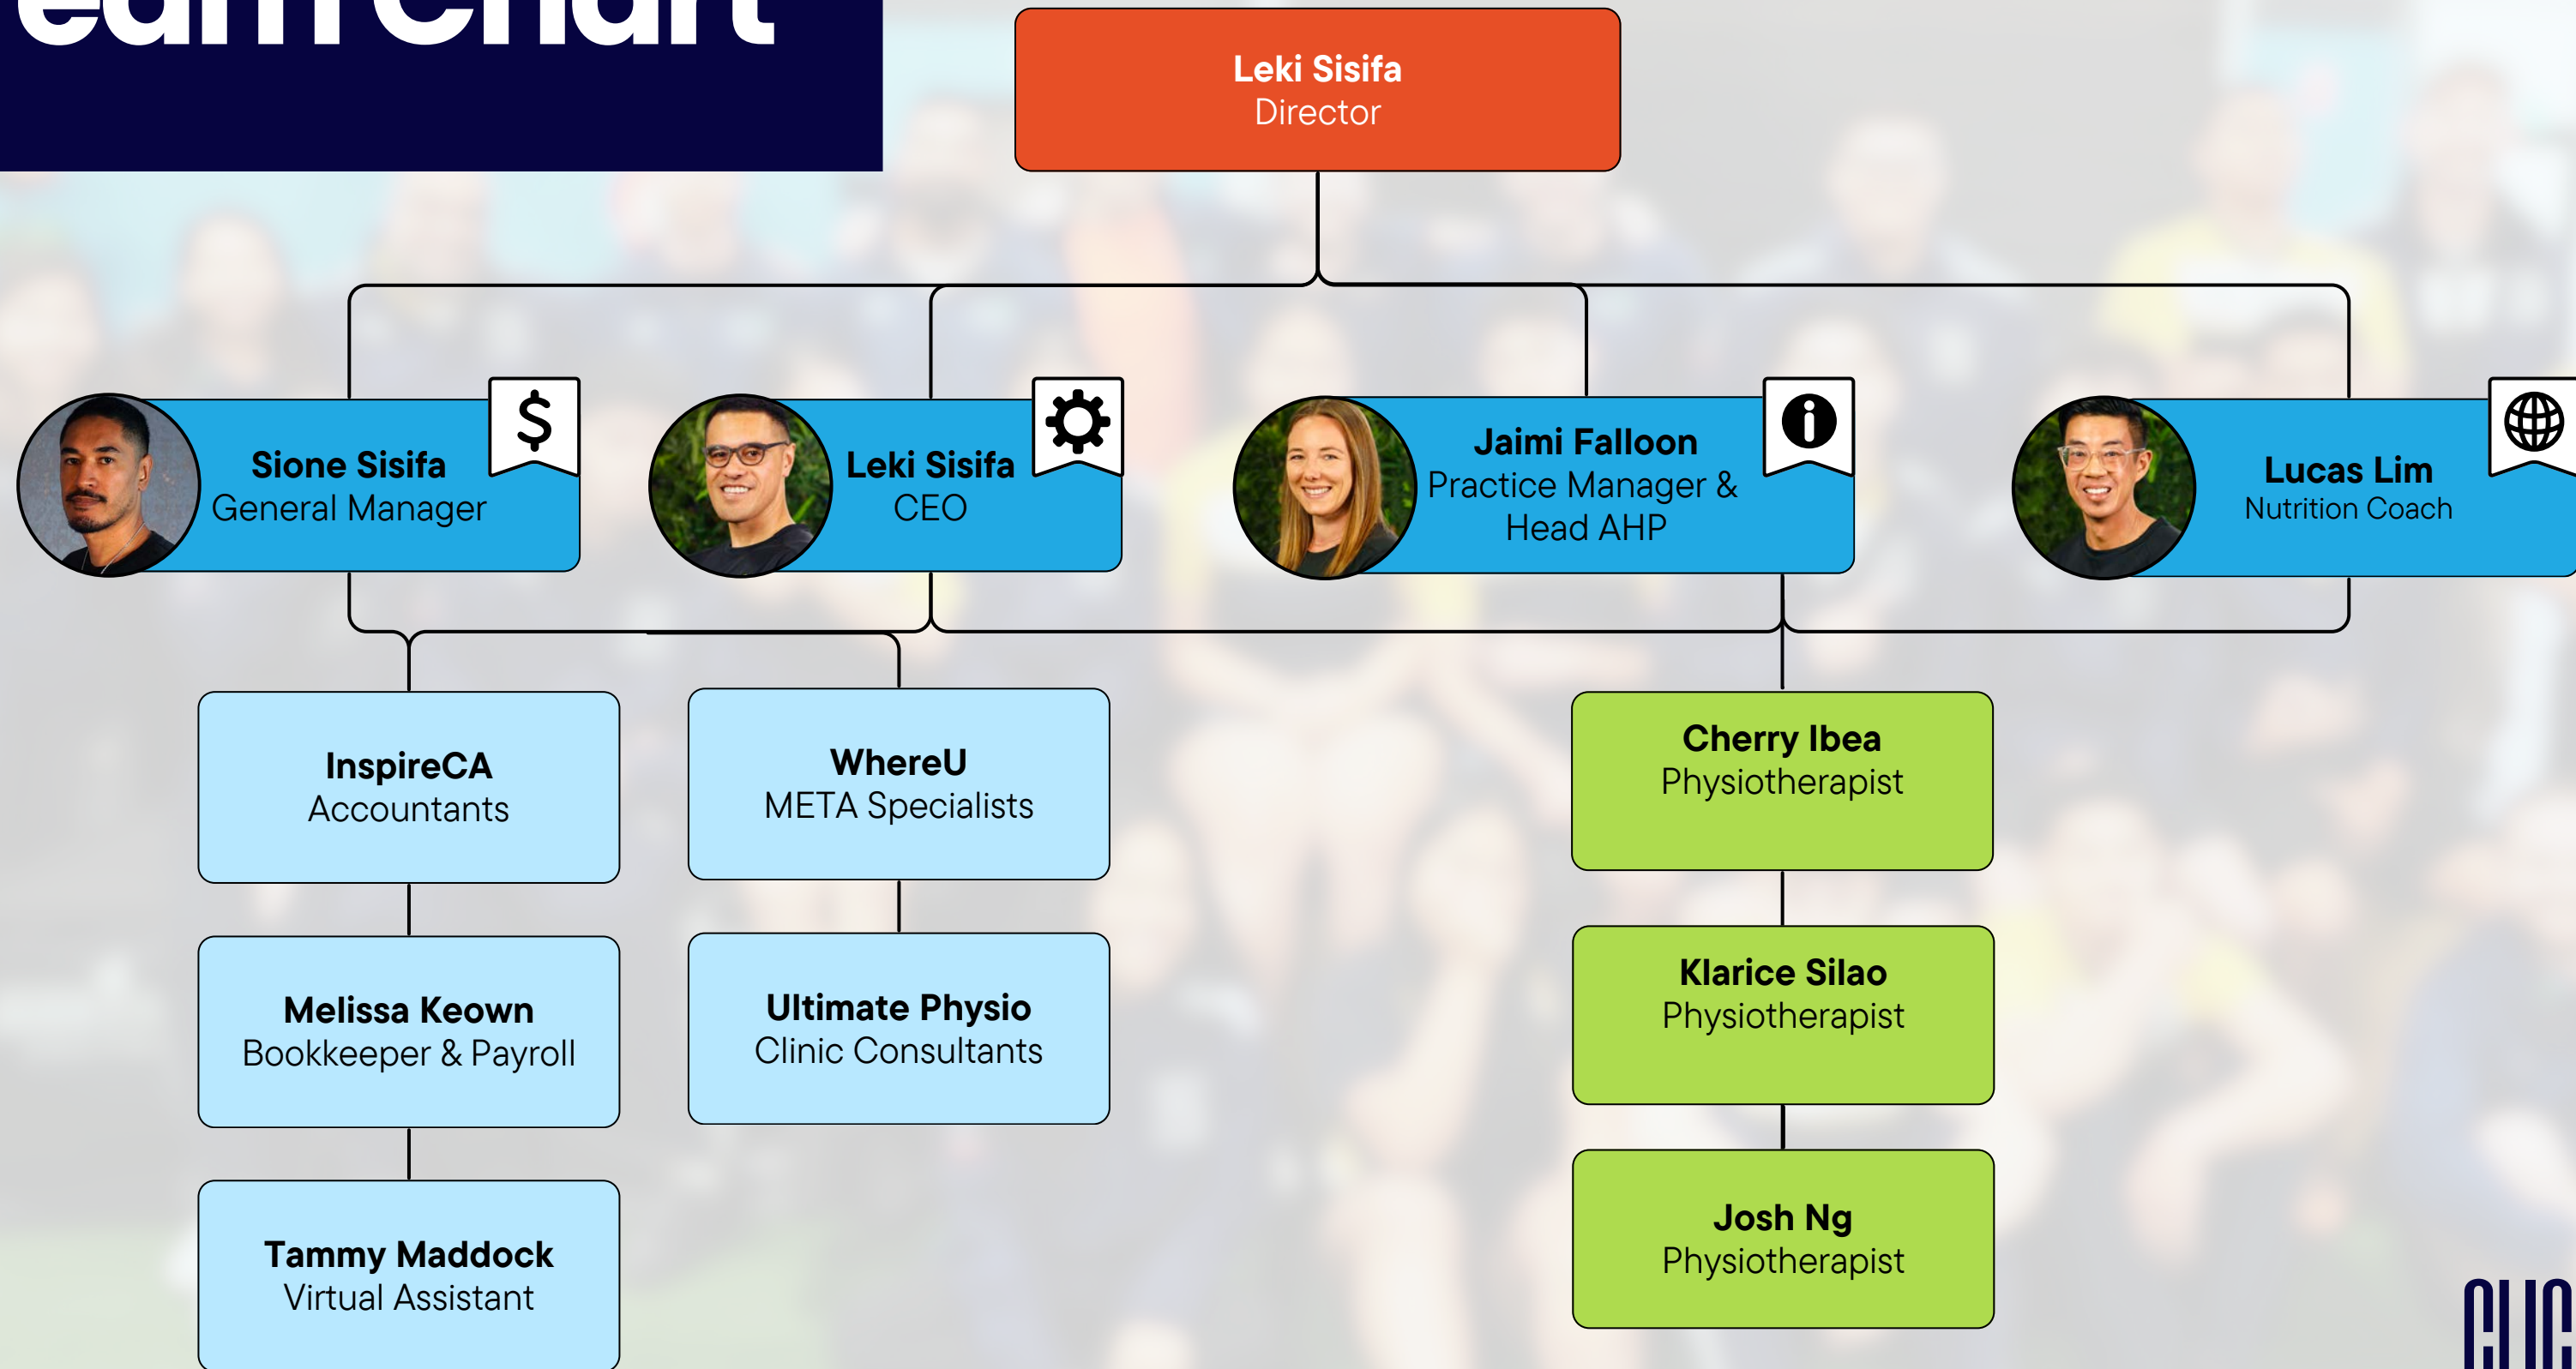 eam Chart
Leki Sisifa
Director
$
Sione Sisifa
General Manager
Leki Sisifa
CEO
Jaimi Falloon
Practice Manager &
Head AHP
Lucas Lim
Nutrition Coach
InspireCA
Accountants
WhereU
META Specialists
Cherry Ibea
Physiotherapist
Melissa Keown
Bookkeeper & Payroll
Ultimate Physio
Clinic Consultants
Klarice Silao
Physiotherapist
Tammy Maddock
Virtual Assistant
Josh Ng
Physiotherapist